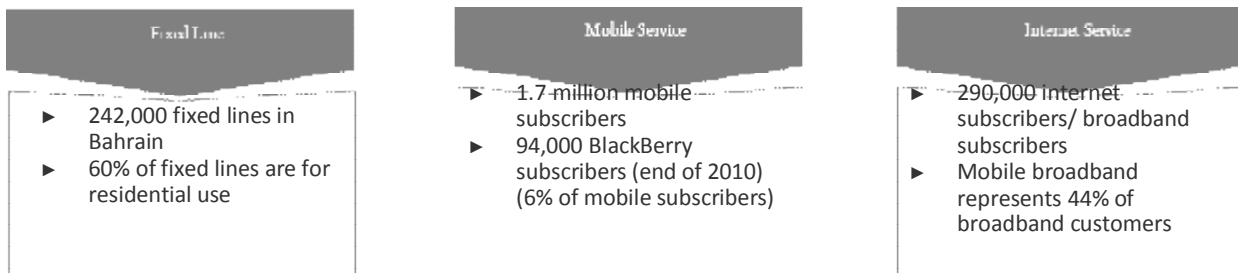 Fixed Line
► 242,000 fixed lines in
Bahrain
► 60% of fixed lines are for
residential use
Mobile Service
► 1.7 million mobile
subscribers
► 94,000 BlackBerry
subscribers (end of 2010)
(6% of mobile subscribers)
Internet Service
► 290,000 internet
subscribers/ broadband
subscribers
► Mobile broadband
represents 44% of
broadband customers